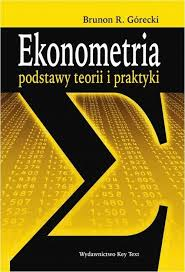 Brunon R. Górecki
Ekonometria
podstawy teorii i praktyki
Σ
Wydawnictwo Key Text